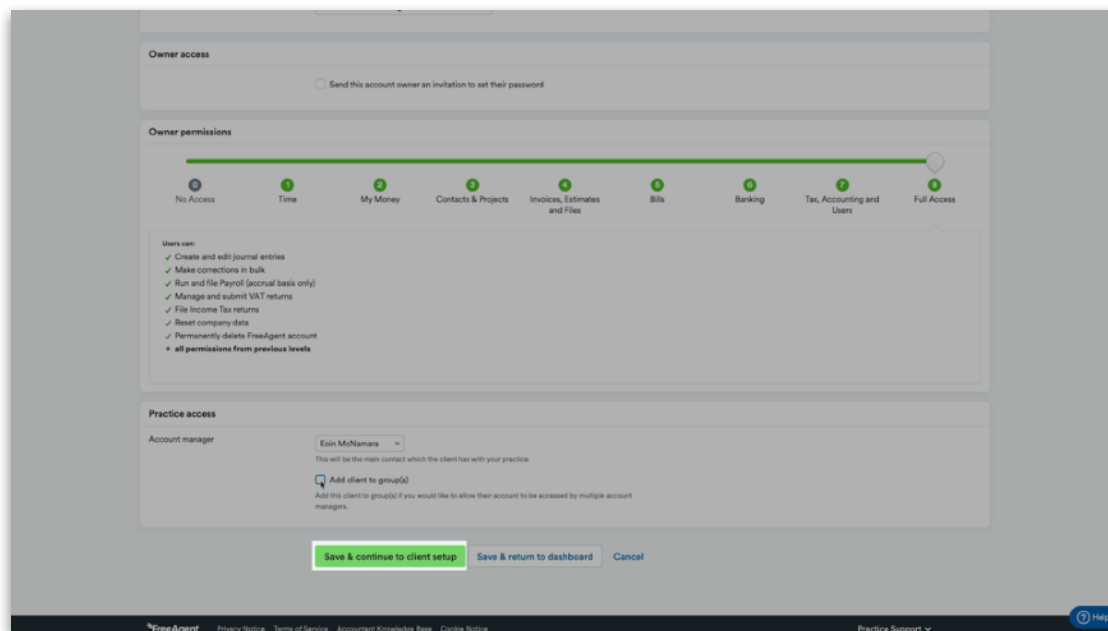 Owner access
Send this account owner an invitation to set their password
Owner permissions
0 1 2 3 4 5 6 7 8
No Access Time My Money Contacts & Projects Invoices, Estimates and Files Bills Banking Tax, Accounting and Users Full Access
Users can:
✓ Create and edit journal entries
✓ Make corrections in bulk
✓ Run and file Payroll (accrual basis only)
✓ Manage and submit VAT returns
✓ File Income Tax returns
✓ Reset company data
✓ Permanently delete FreeAgent account
+ all permissions from previous levels
Practice access
Account manager Eoin McNamara
This will be the main contact which the client has with your practice.
Add client to group(s)
Add this client to group(s) if you would like to allow their account to be accessed by multiple account
managers.
Save & continue to client setup Save & return to dashboard Cancel
Help
FreeAgent Privacy Notice Terms of Service Accountant Knowledge Base Cookie Notice Practice Support